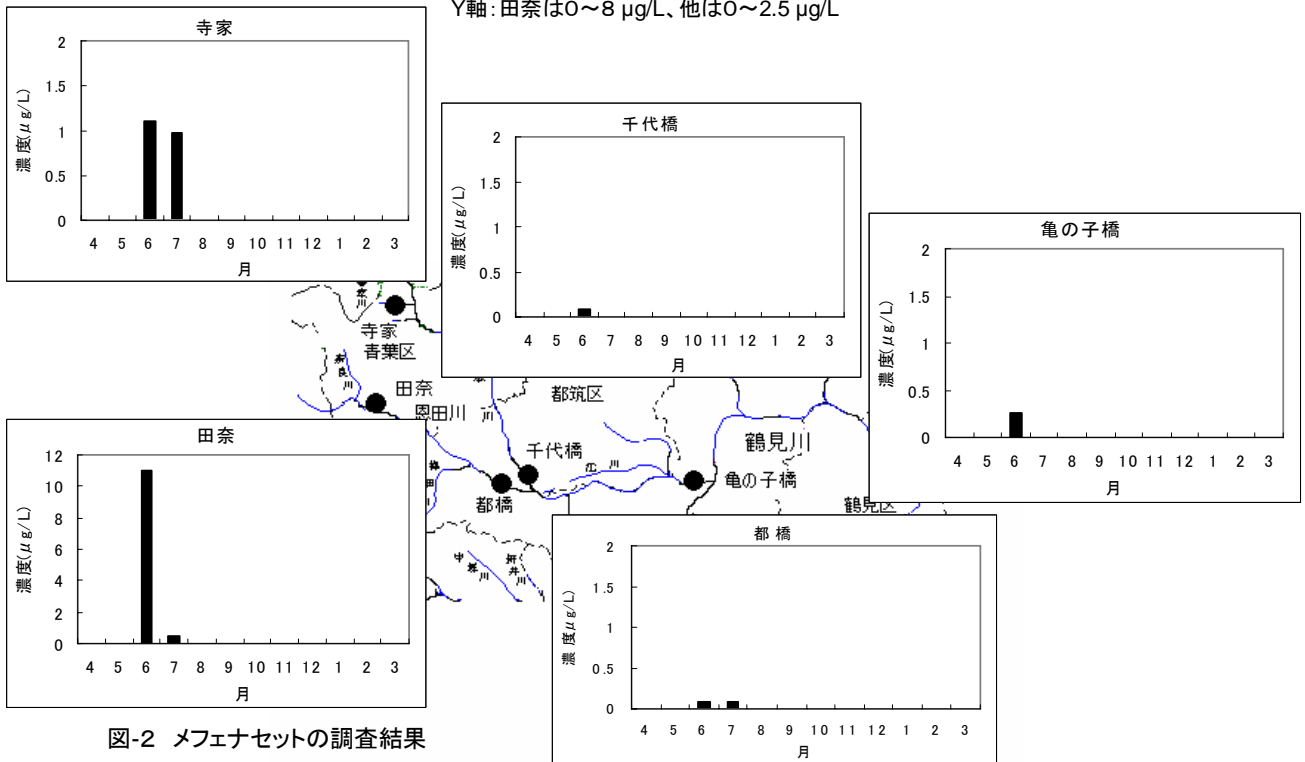 Y軸：田奈は0～8 µg/L、他は0～2.5 µg/L
寺家
濃度(μg/L)
2
1.5
1
0.5
0
4 5 6 7 8 9 10 11 12 1 2 3
月
千代橋
濃度(μg/L)
2
1.5
1
0.5
0
4 5 6 7 8 9 10 11 12 1 2 3
月
亀の子橋
濃度(μg/L)
2
1.5
1
0.5
0
4 5 6 7 8 9 10 11 12 1 2 3
月
寺家
青葉区
奈良川
田奈
恩田川
川
都筑区
千代橋
川
鶴見川
亀の子橋
都橋
鶴見区
川
川
田奈
濃度(μg/L)
12
10
8
6
4
2
0
4 5 6 7 8 9 10 11 12 1 2 3
月
都橋
濃度μg/L)
2
1.5
1
0.5
0
4 5 6 7 8 9 10 11 12 1 2 3
月
図-2 メフェナセットの調査結果